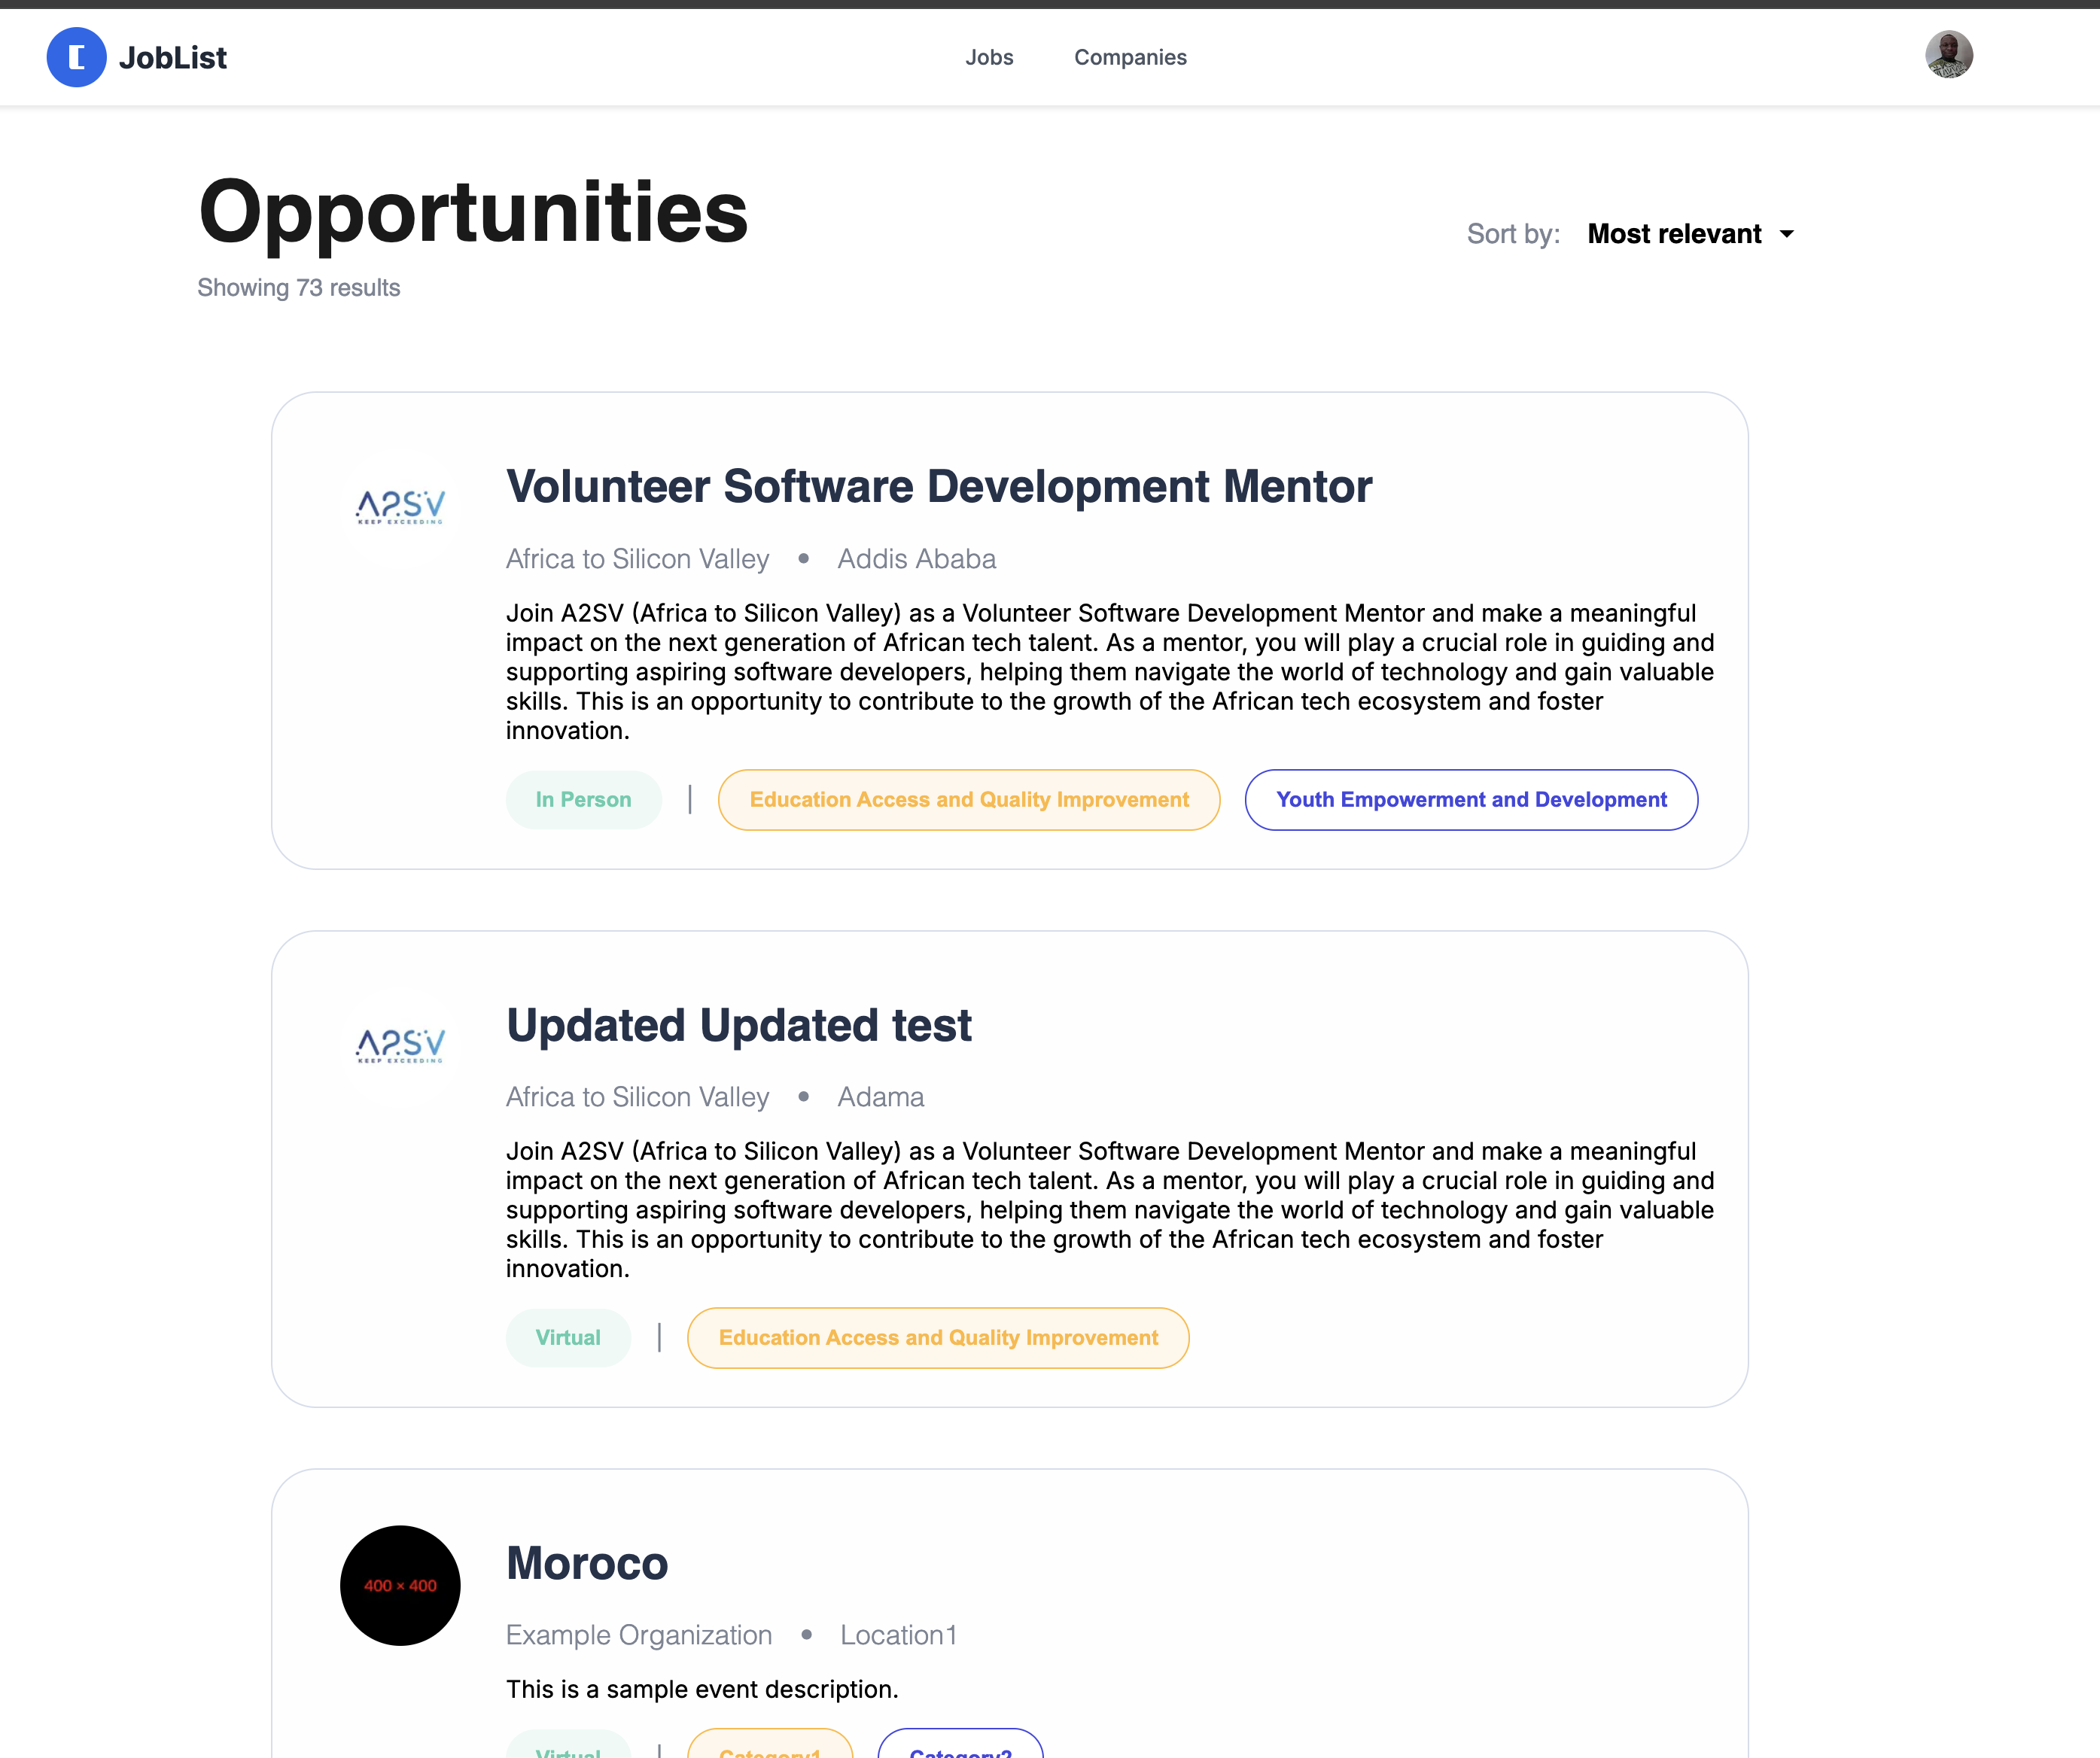 JobList
Jobs
Companies
Opportunities
Sort by: Most relevant
Showing 73 results
A2SV
KEEP EXCEEDING
Volunteer Software Development Mentor
Africa to Silicon Valley • Addis Ababa
Join A2SV (Africa to Silicon Valley) as a Volunteer Software Development Mentor and make a meaningful
impact on the next generation of African tech talent. As a mentor, you will play a crucial role in guiding and
supporting aspiring software developers, helping them navigate the world of technology and gain valuable
skills. This is an opportunity to contribute to the growth of the African tech ecosystem and foster
innovation.
In Person | Education Access and Quality Improvement Youth Empowerment and Development
A2SV
KEEP EXCEEDING
Updated Updated test
Africa to Silicon Valley • Adama
Join A2SV (Africa to Silicon Valley) as a Volunteer Software Development Mentor and make a meaningful
impact on the next generation of African tech talent. As a mentor, you will play a crucial role in guiding and
supporting aspiring software developers, helping them navigate the world of technology and gain valuable
skills. This is an opportunity to contribute to the growth of the African tech ecosystem and foster
innovation.
Virtual | Education Access and Quality Improvement
400 × 400
Moroco
Example Organization • Location1
This is a sample event description.
Virtual | Category1 Category2